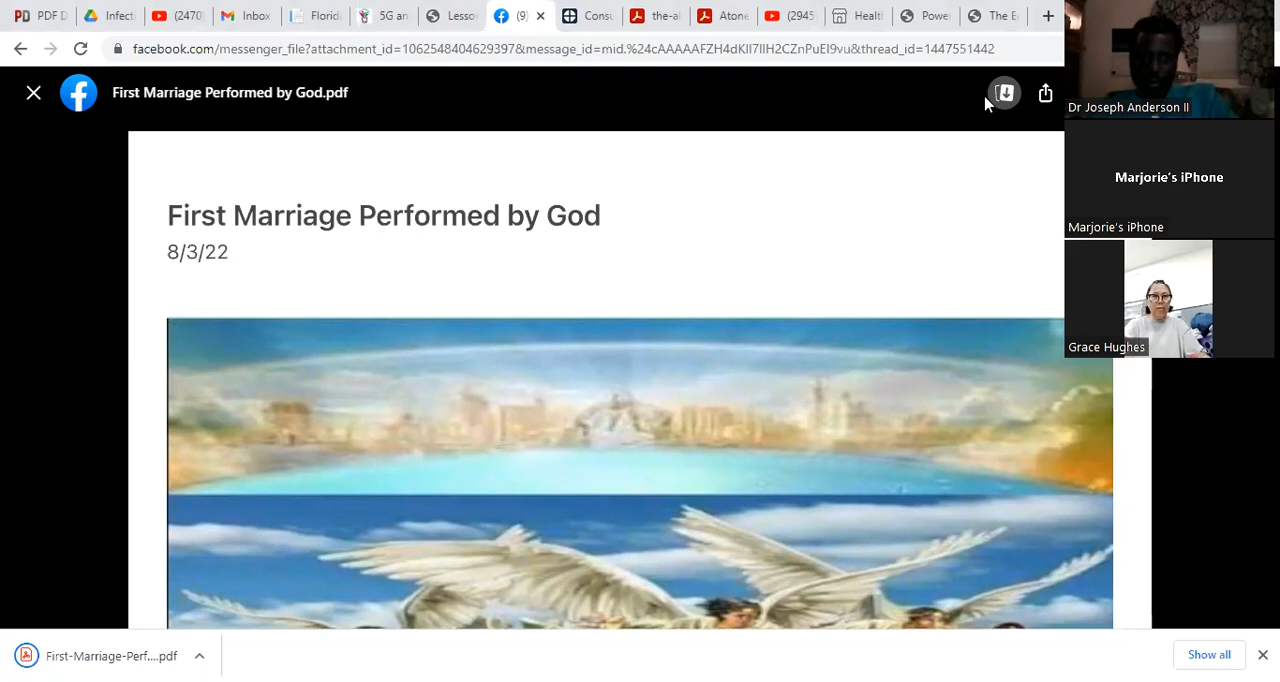 PD PDF D
Infect
(2470)
Inbox
Florid
5G an
Lesso
(9)
Consu
the-a
Atone
(2945
Healt
Powe
The E
facebook.com/messenger_file?attachment_id=1062548404629397&message_id=mid.%24cAAAAAFZH4dKII7IIH2CZnPuEI9vu&thread_id=1447551442
First Marriage Performed by God.pdf
Dr Joseph Anderson II
Marjorie's iPhone
Marjorie's iPhone
Grace Hughes
First Marriage Performed by God
8/3/22
First-Marriage-Perf....pdf
Show all